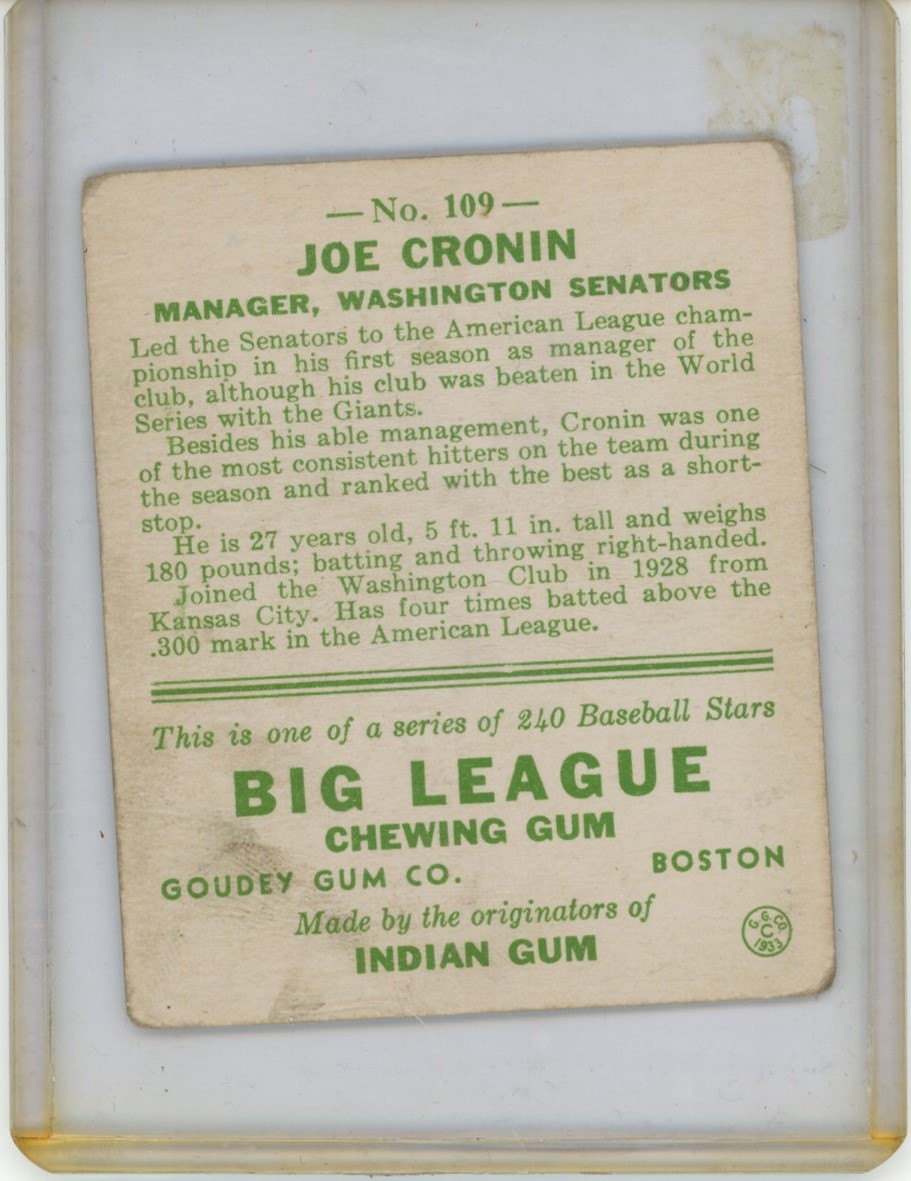 — No. 109 —
JOE CRONIN
MANAGER, WASHINGTON SENATORS
Led the Senators to the American League cham-
pionship in his first season as manager of the
club, although his club was beaten in the World
Series with the Giants.
Besides his able management, Cronin was one
of the most consistent hitters on the team during
the season and ranked with the best as a short-
stop.
He is 27 years old, 5 ft. 11 in. tall and weighs
180 pounds; batting and throwing right-handed.
Joined the Washington Club in 1928 from
Kansas City. Has four times batted above the
.300 mark in the American League.
This is one of a series of 240 Baseball Stars
BIG LEAGUE
CHEWING GUM
GOUDEY GUM CO. BOSTON
Made by the originators of
INDIAN GUM
G.G.CO.
C
1933